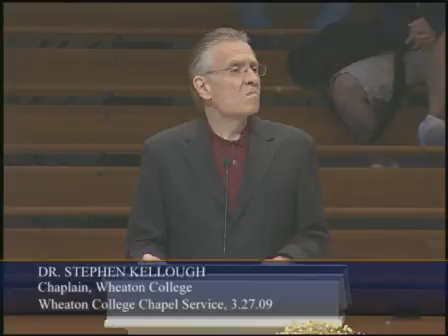 DR. STEPHEN KELLOUGH
Chaplain, Wheaton College
Wheaton College Chapel Service, 3.27.09